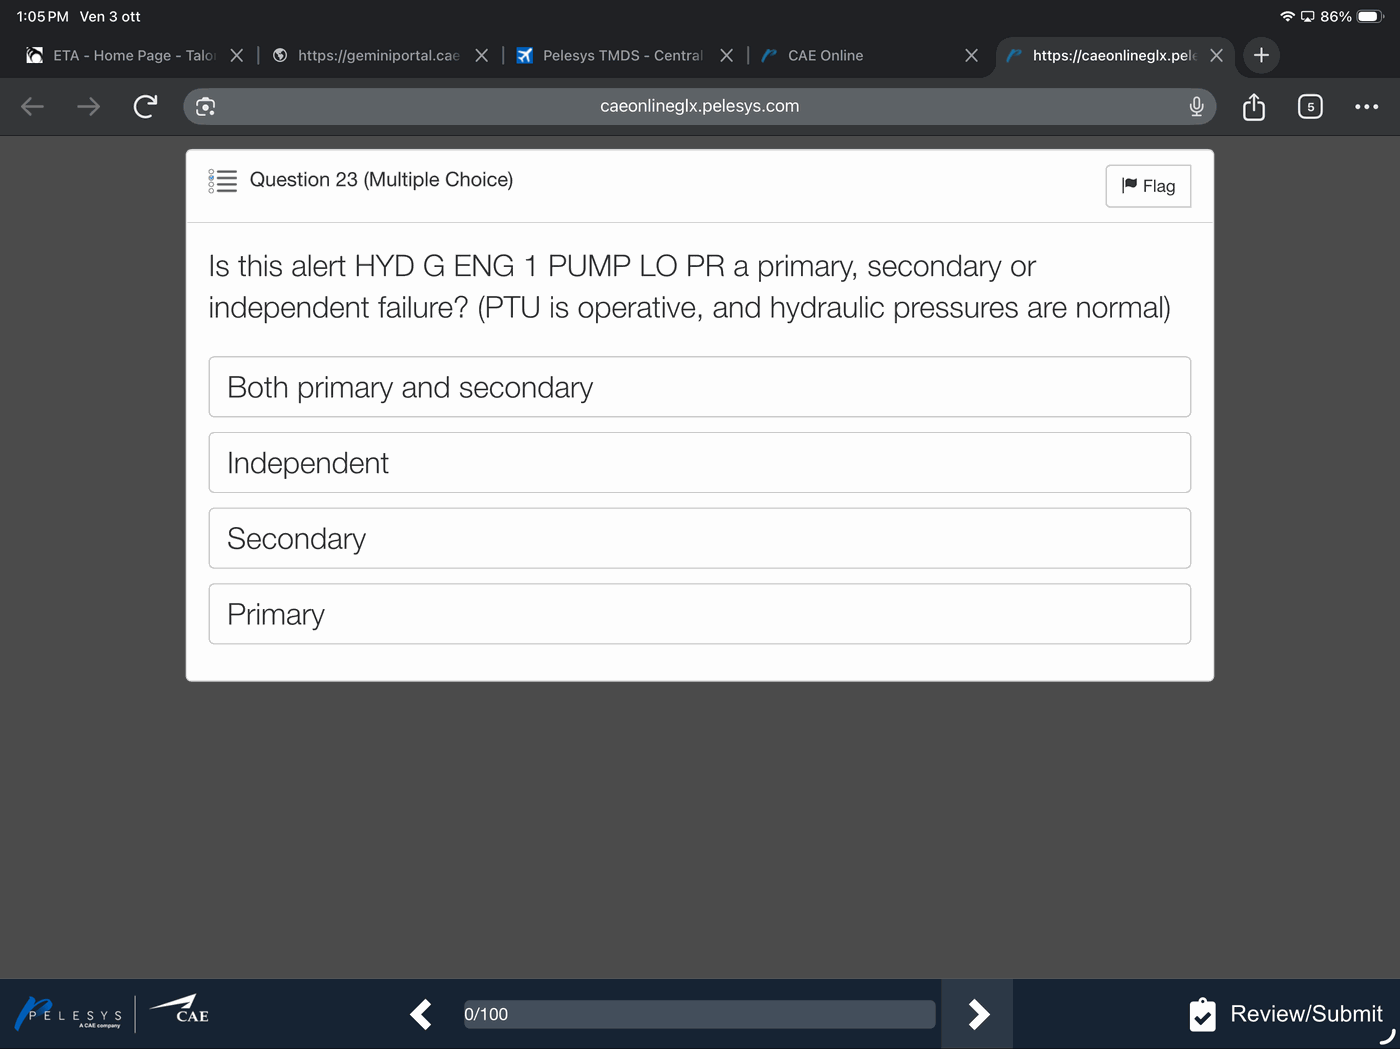 1:05 PM Ven 3 ott
86%
ETA - Home Page - Talo
https://geminiportal.cae
Pelesys TMDS - Central
CAE Online
https://caeonlineglx.pele
caeonlineglx.pelesys.com
5
Question 23 (Multiple Choice)
Flag
Is this alert HYD G ENG 1 PUMP LO PR a primary, secondary or
independent failure? (PTU is operative, and hydraulic pressures are normal)
Both primary and secondary
Independent
Secondary
Primary
PELESYS
A CAE company
CAE
0/100
Review/Submit